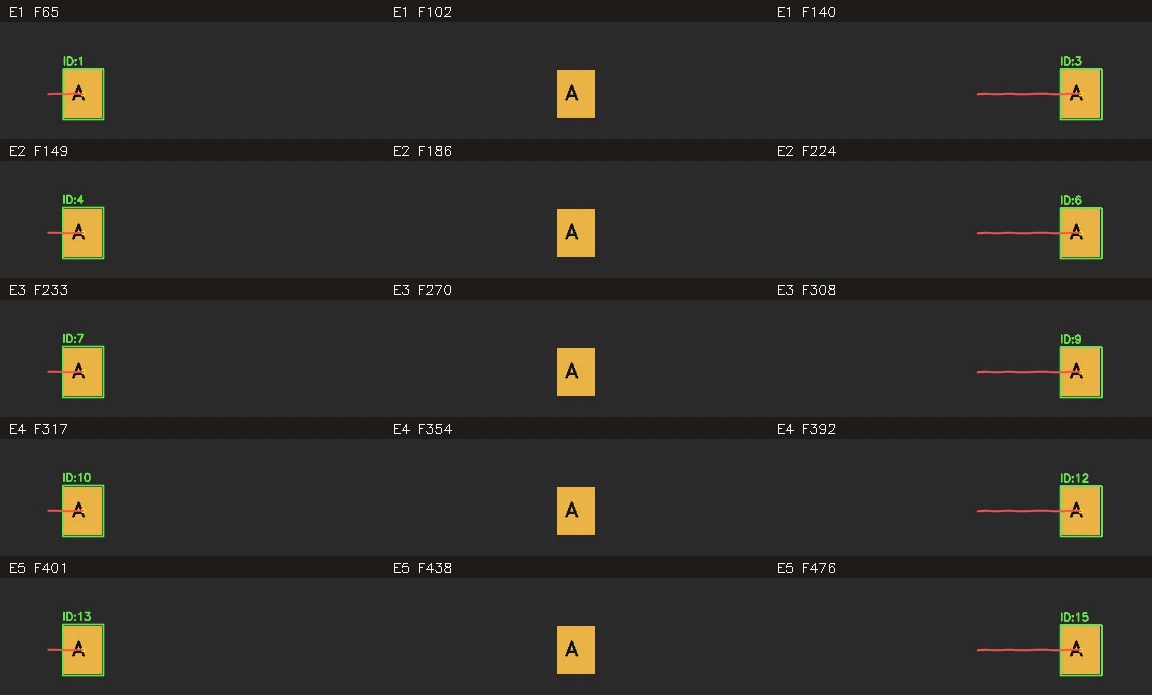 E1 F65 E1 F102 E1 F140
ID:1 ID:3
A A A
E2 F149 E2 F186 E2 F224
ID:4 ID:6
A A A
E3 F233 E3 F270 E3 F308
ID:7 ID:9
A A A
E4 F317 E4 F354 E4 F392
ID:10 ID:12
A A A
E5 F401 E5 F438 E5 F476
ID:13 ID:15
A A A